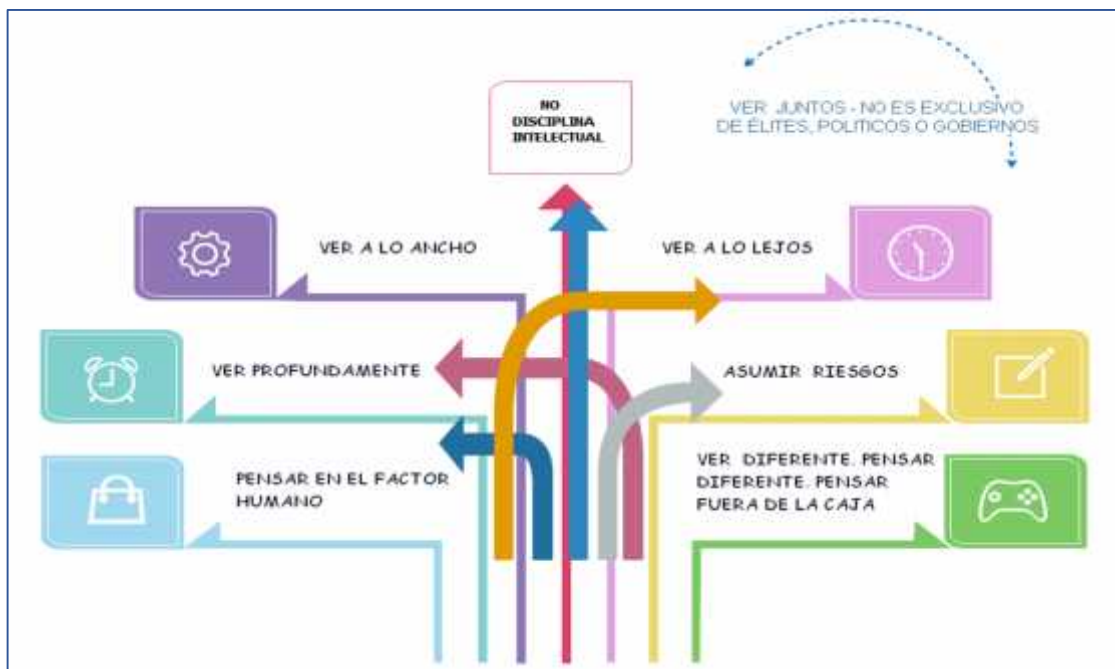 NO
DISCIPLINA
INTELECTUAL
VER JUNTOS - NO ES EXCLUSIVO
DE ÉLITES, POLITICOS O GOBIERNOS
VER A LO ANCHO
VER A LO LEJOS
VER PROFUNDAMENTE
ASUMIR RIESGOS
PENSAR EN EL FACTOR
HUMANO
VER DIFERENTE. PENSAR
DIFERENTE. PENSAR
FUERA DE LA CAJA